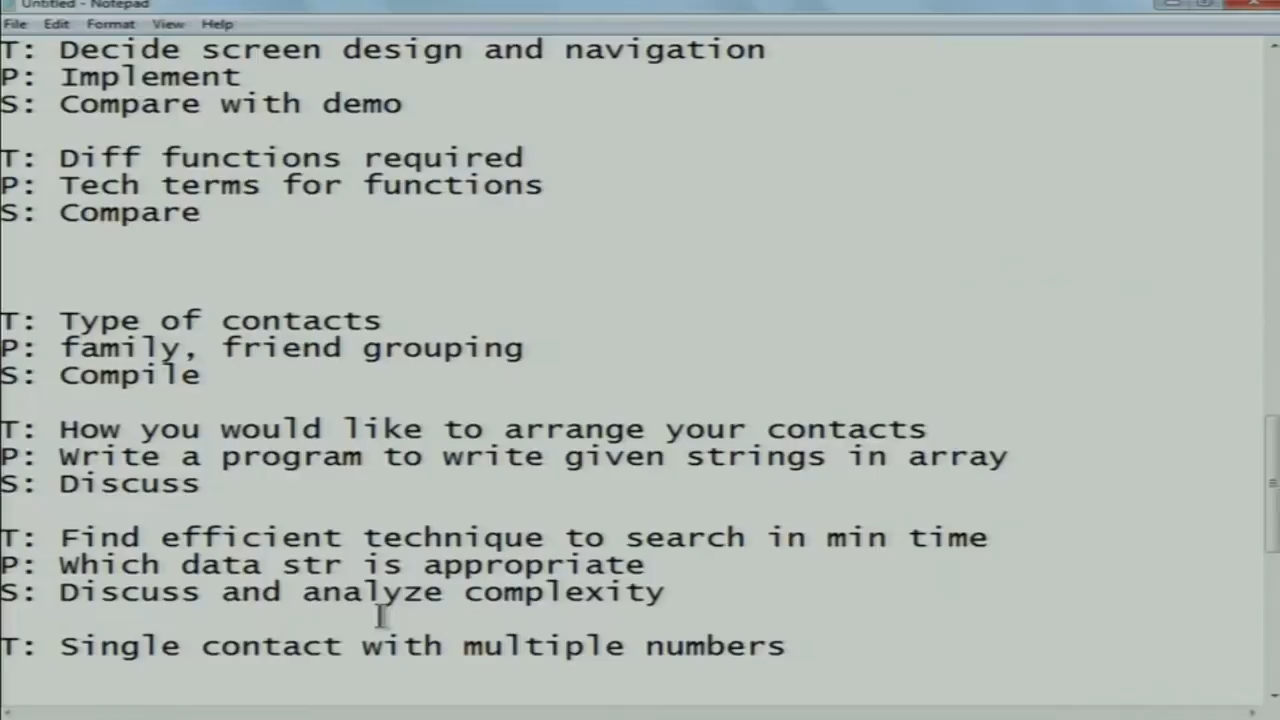 Untitled - Notepad
File Edit Format View Help
T: Decide screen design and navigation
P: Implement
S: Compare with demo
T: Diff functions required
P: Tech terms for functions
S: Compare
T: Type of contacts
P: family, friend grouping
S: Compile
T: How you would like to arrange your contacts
P: Write a program to write given strings in array
S: Discuss
T: Find efficient technique to search in min time
P: Which data str is appropriate
S: Discuss and analyze complexity
T: Single contact with multiple numbers